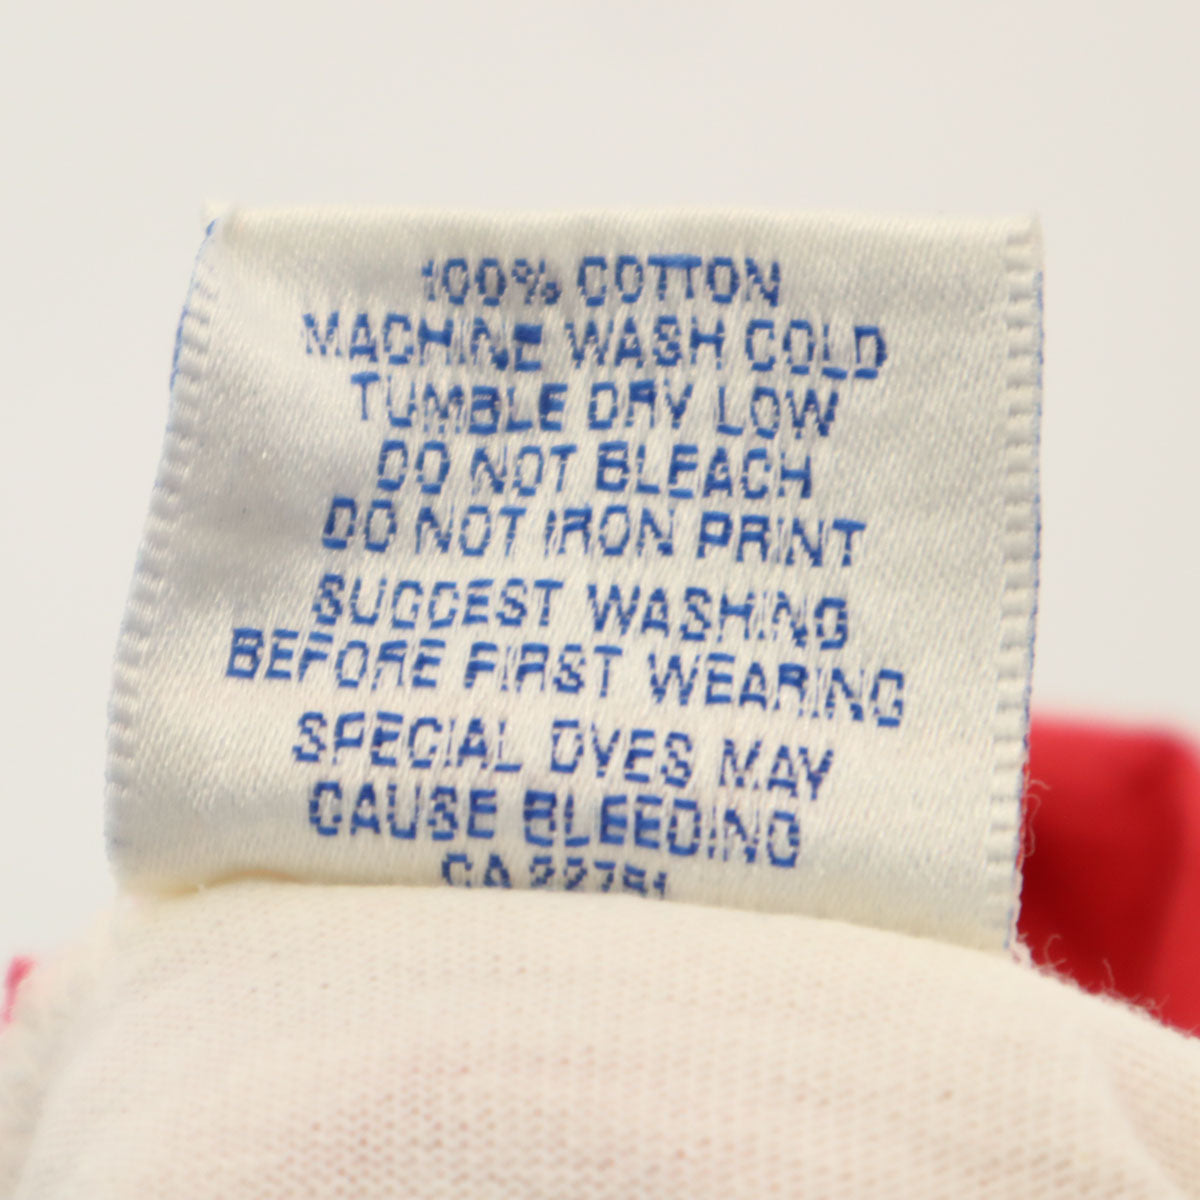 100% COTTON
MACHINE WASH COLD
TUMBLE DRY LOW
DO NOT BLEACH
DO NOT IRON PRINT
SUGGEST WASHING
BEFORE FIRST WEARING
SPECIAL DYES MAY
CAUSE BLEEDING
CA